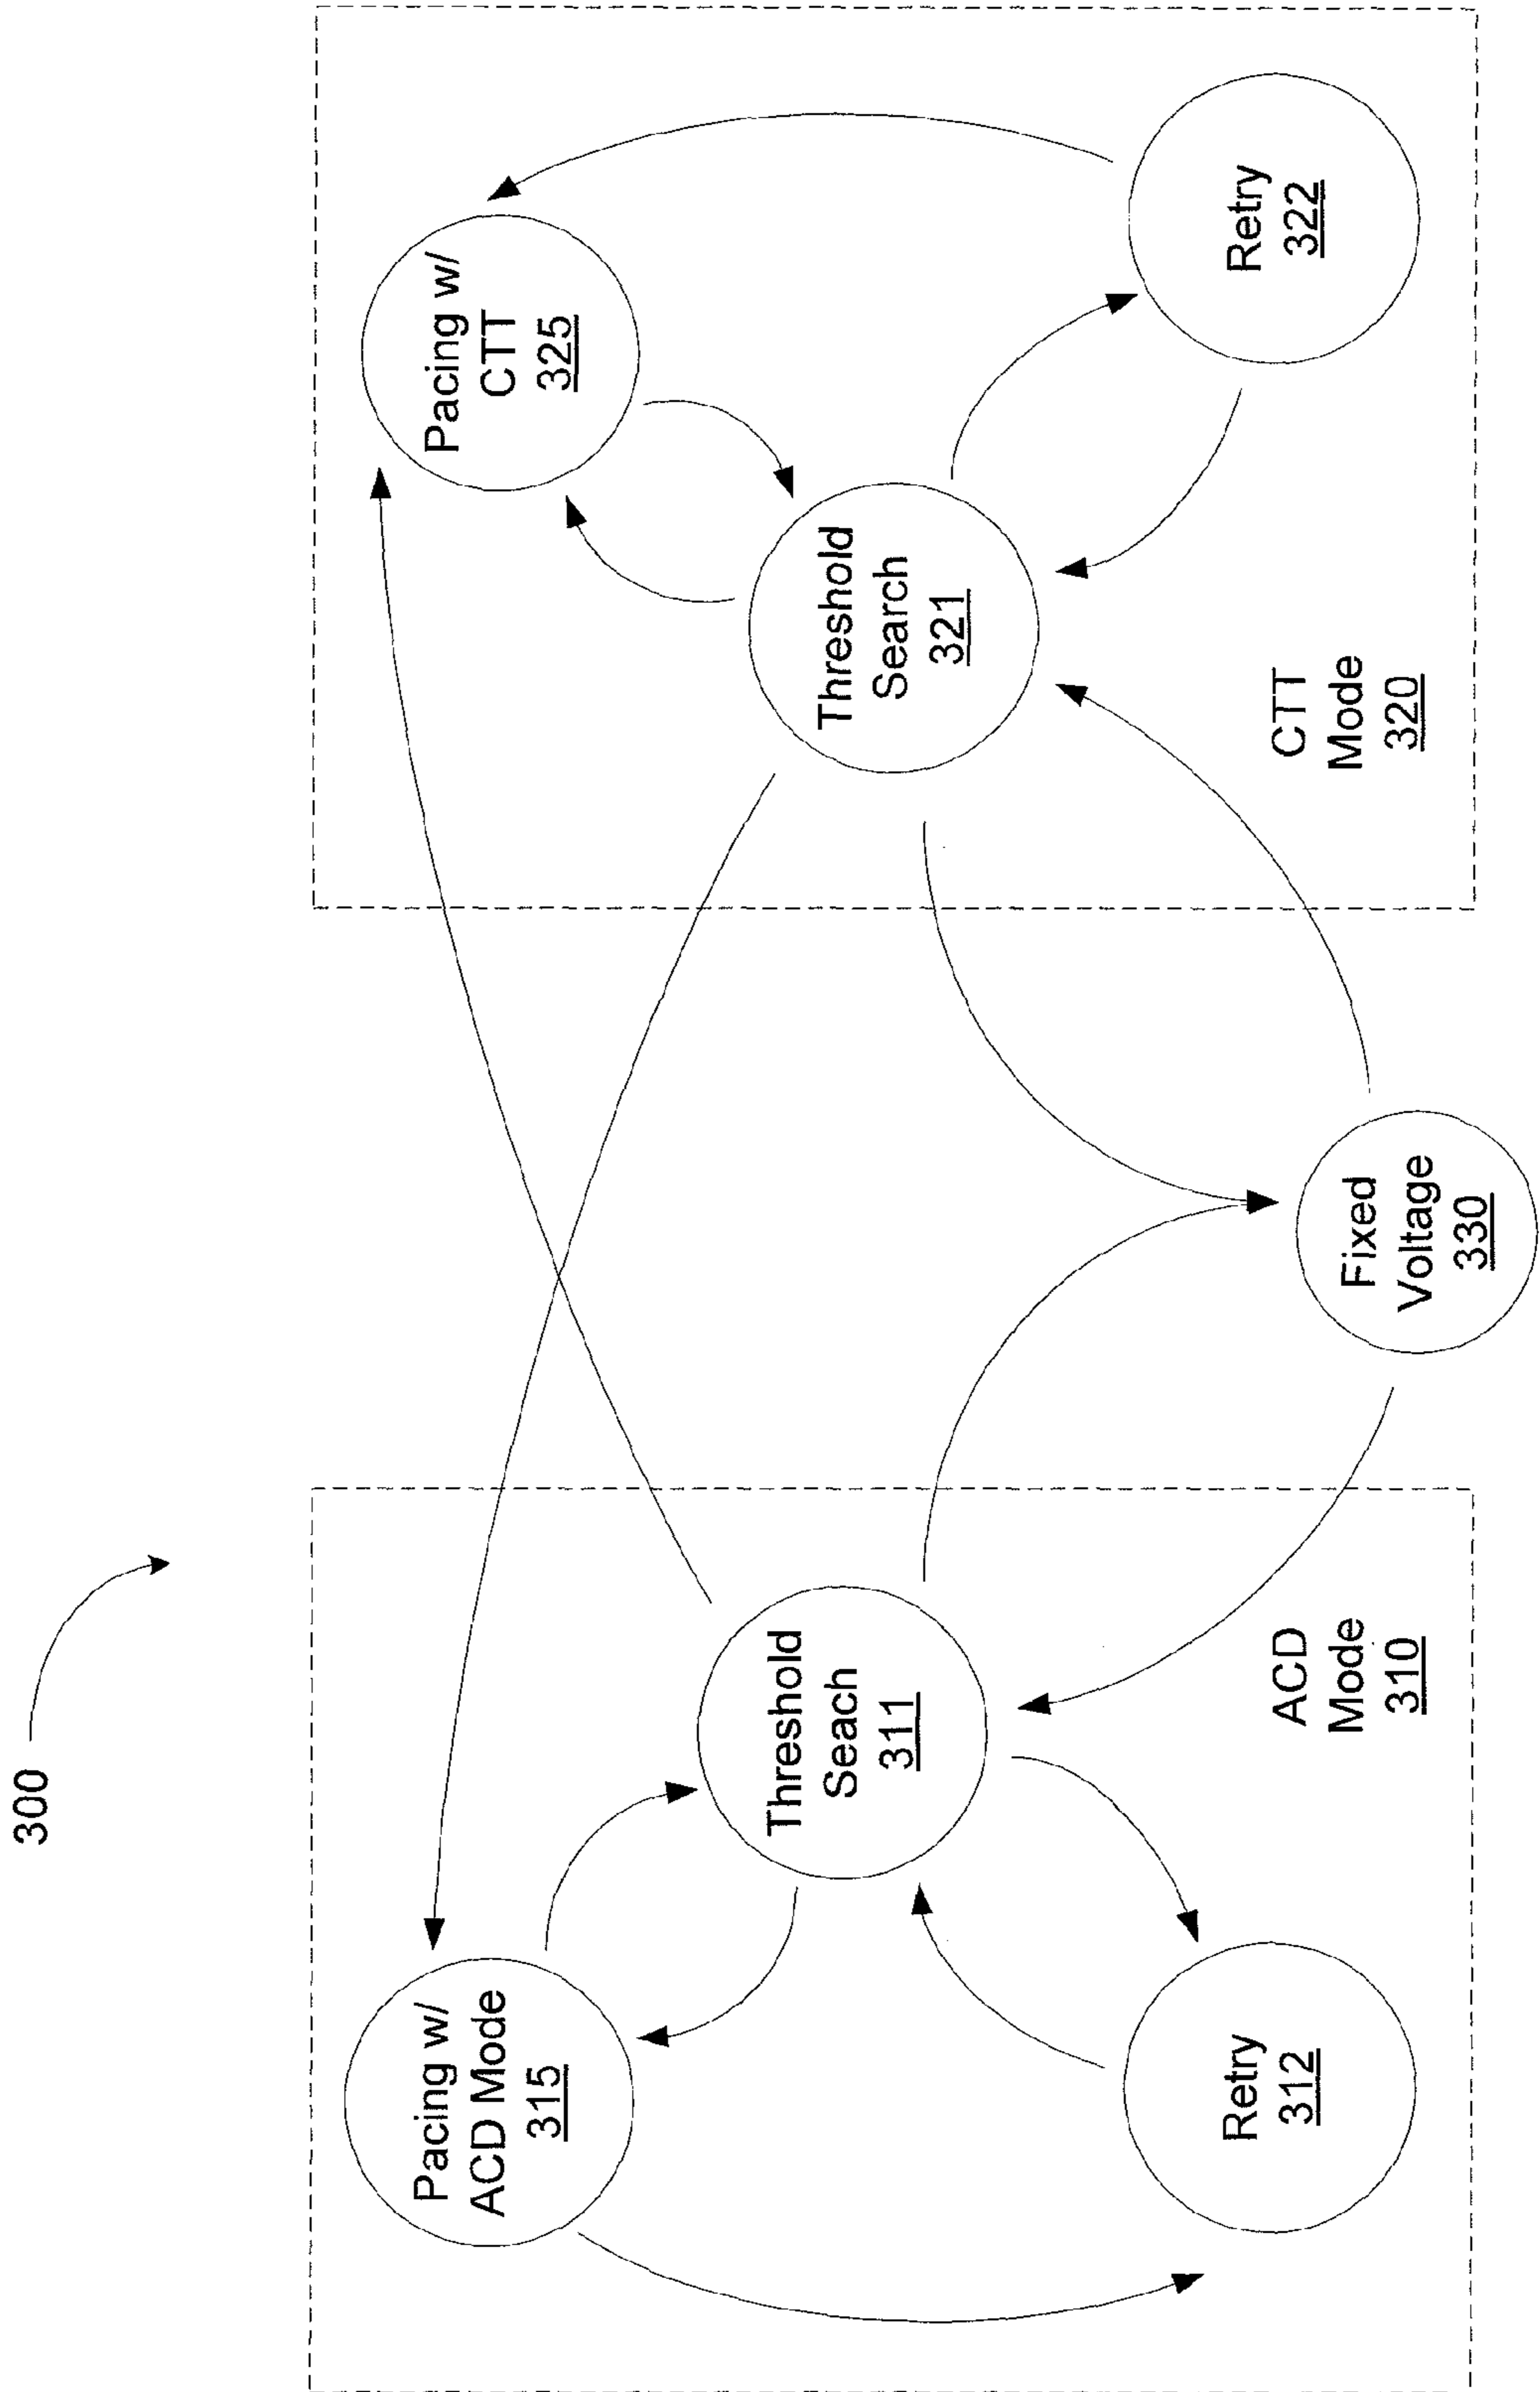 300
Pacing w/
ACD Mode
315
Threshold
Seach
311
Retry
312
ACD
Mode
310
Fixed
Voltage
330
Pacing w/
CTT
325
Threshold
Search
321
Retry
322
CTT
Mode
320